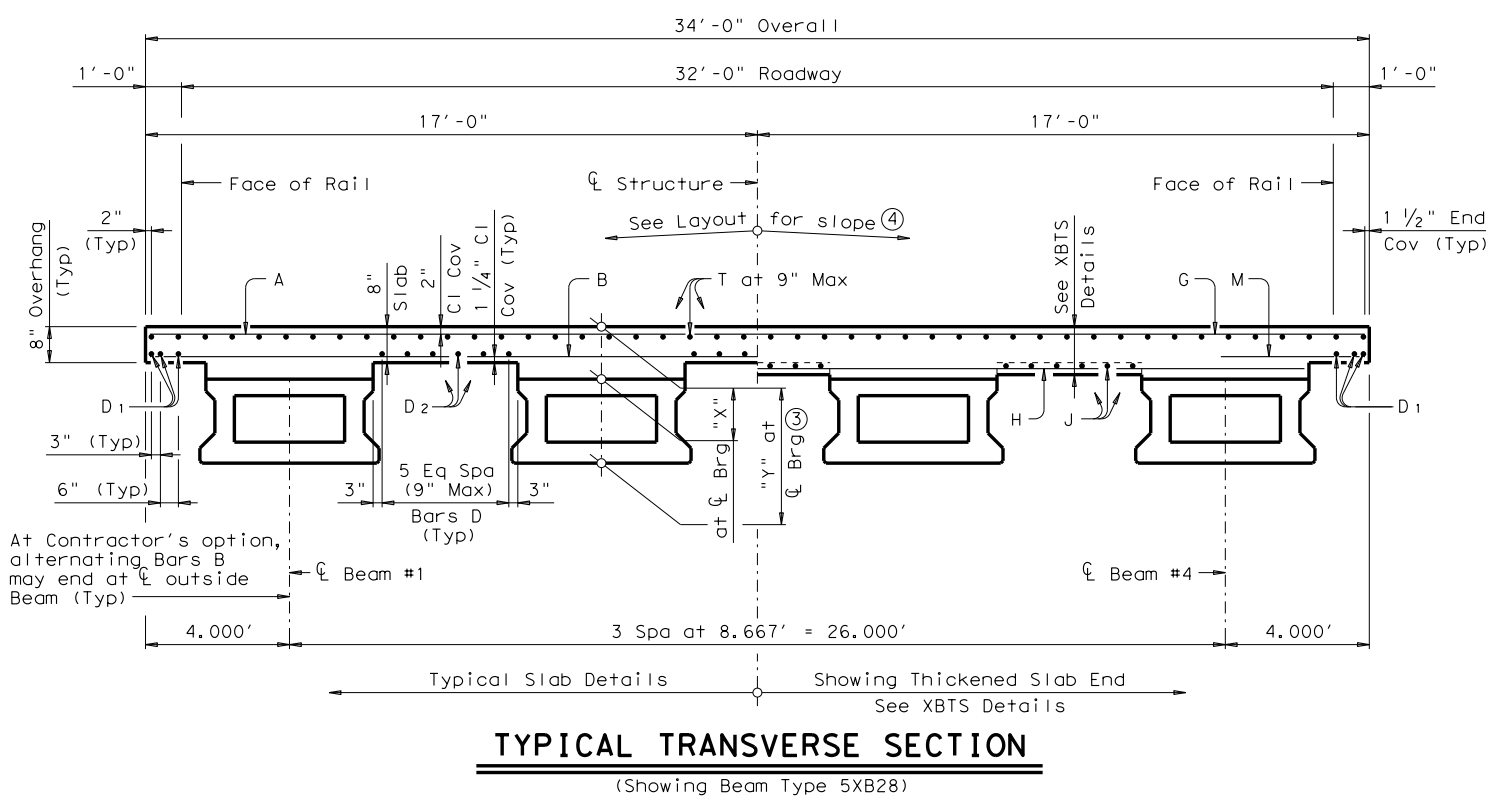 34'-0" Overall
1'-0"
32'-0" Roadway
1'-0"
17'-0"
17'-0"
Face of Rail
℄ Structure
Face of Rail
2"
(Typ)
See Layout for slope ④
1 ½" End
Cov (Typ)
8" Overhang
(Typ)
A
8"
Slab
2"
Cl Cov
1 ¼" Cl
Cov (Typ)
B
T at 9" Max
See XBTS
Details
G
M
D1
D2
H
J
D1
3" (Typ)
6" (Typ)
3"
5 Eq Spa
(9" Max)
3"
Bars D
(Typ)
"X"
at ℄ Brg
"Y" at
℄ Brg ③
At Contractor's option,
alternating Bars B
may end at ℄ outside
Beam (Typ)
℄ Beam #1
℄ Beam #4
4.000'
3 Spa at 8.667' = 26.000'
4.000'
Typical Slab Details
Showing Thickened Slab End
See XBTS Details
TYPICAL TRANSVERSE SECTION
(Showing Beam Type 5XB28)